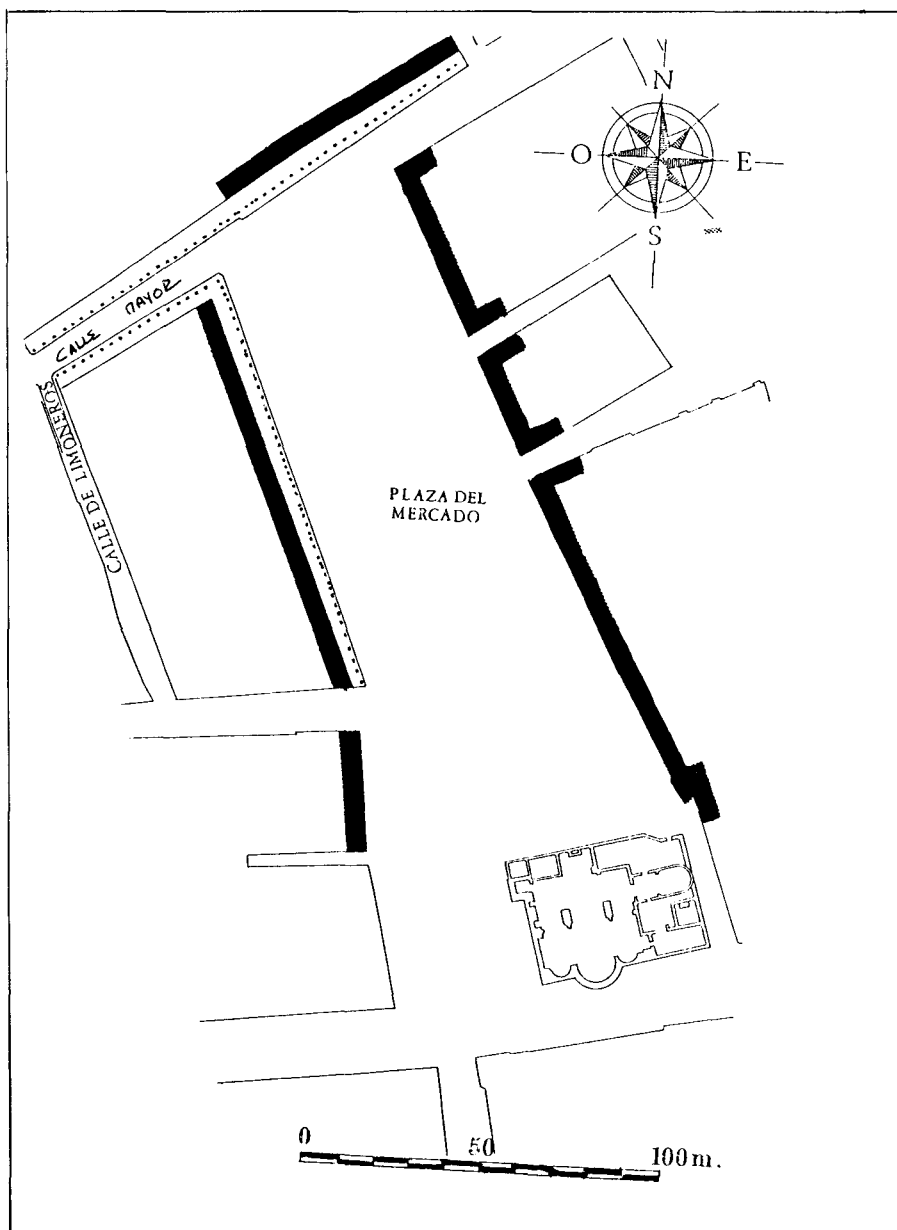 N
O
E
S
CALLE MAYOR
CALLE DE LIMONEROS
PLAZA DEL
MERCADO
0 50 100 m.